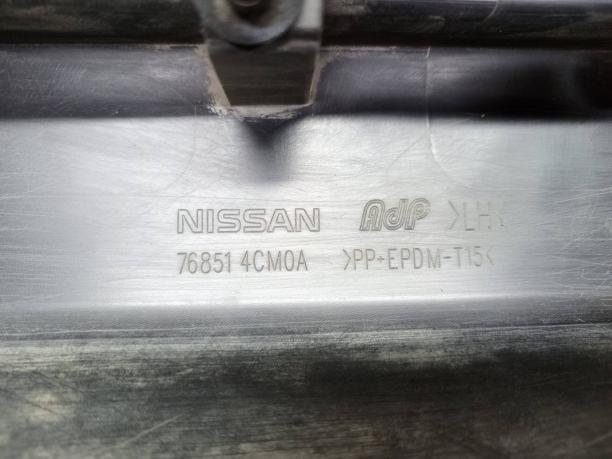 NISSAN AdP >LH<
76851 4CM0A >PP+EPDM-T15<